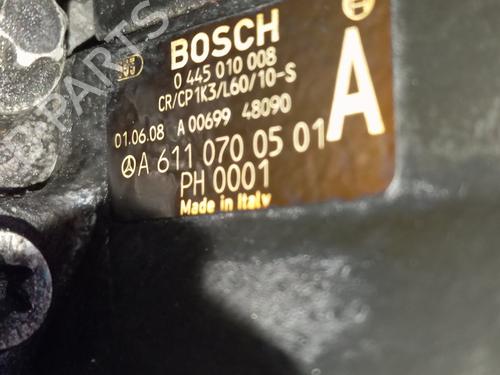 BOSCH
0 445 010 008
CR/CP1K3/L60/10-S
01.06.08 A 00699 48090
A 611 070 05 01
PH 0001
Made in Italy
A